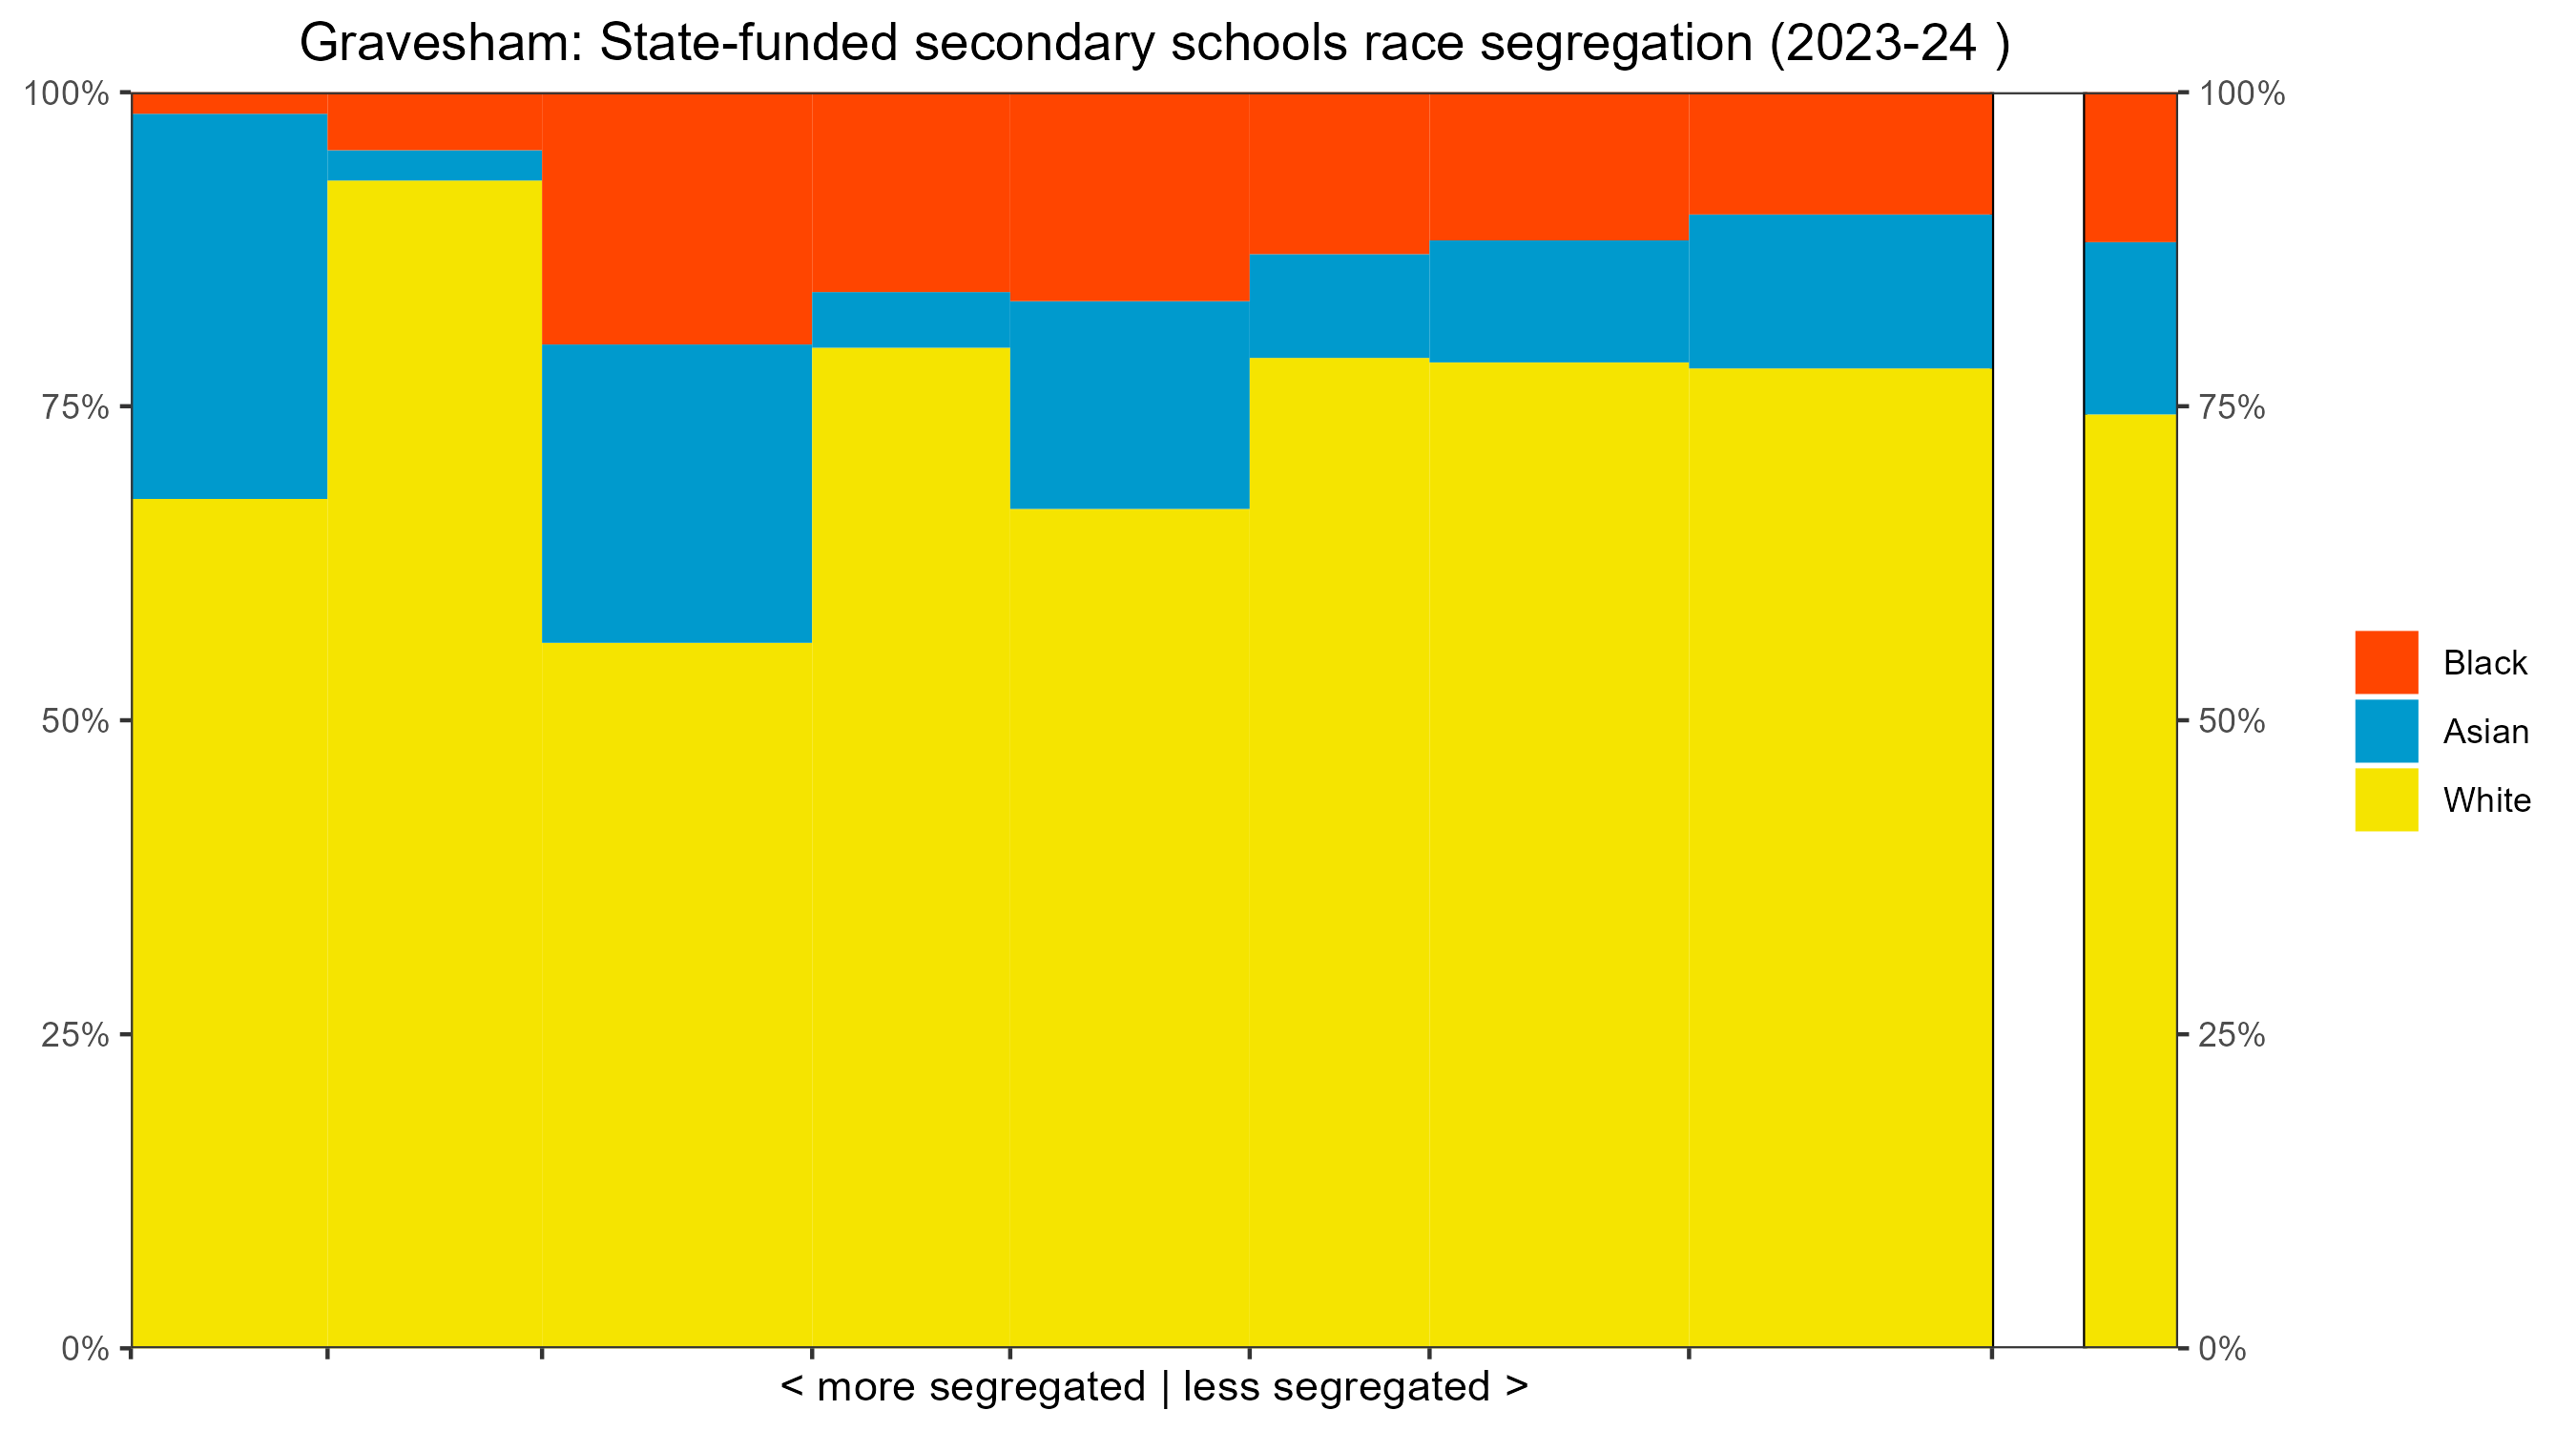 Gravesham: State-funded secondary schools race segregation (2023-24 )
100%
75%
50%
25%
0%
100%
75%
50%
25%
0%
Black
Asian
White
< more segregated | less segregated >